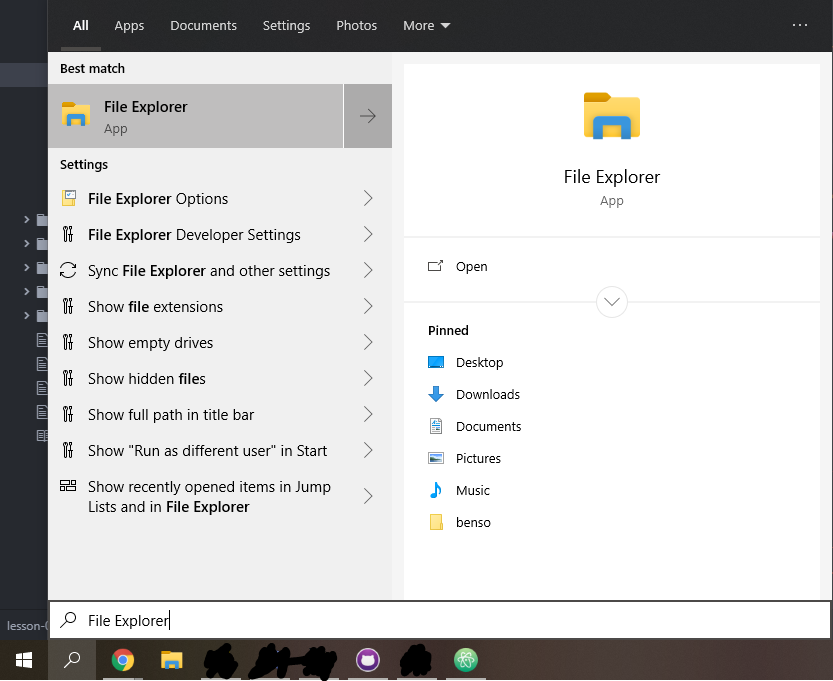 All Apps Documents Settings Photos More
Best match
File Explorer
App
Settings
File Explorer Options
File Explorer Developer Settings
Sync File Explorer and other settings
Show file extensions
Show empty drives
Show hidden files
Show full path in title bar
Show "Run as different user" in Start
Show recently opened items in Jump
Lists and in File Explorer
File Explorer
App
Open
Pinned
Desktop
Downloads
Documents
Pictures
Music
benso
lesson-
File Explorer